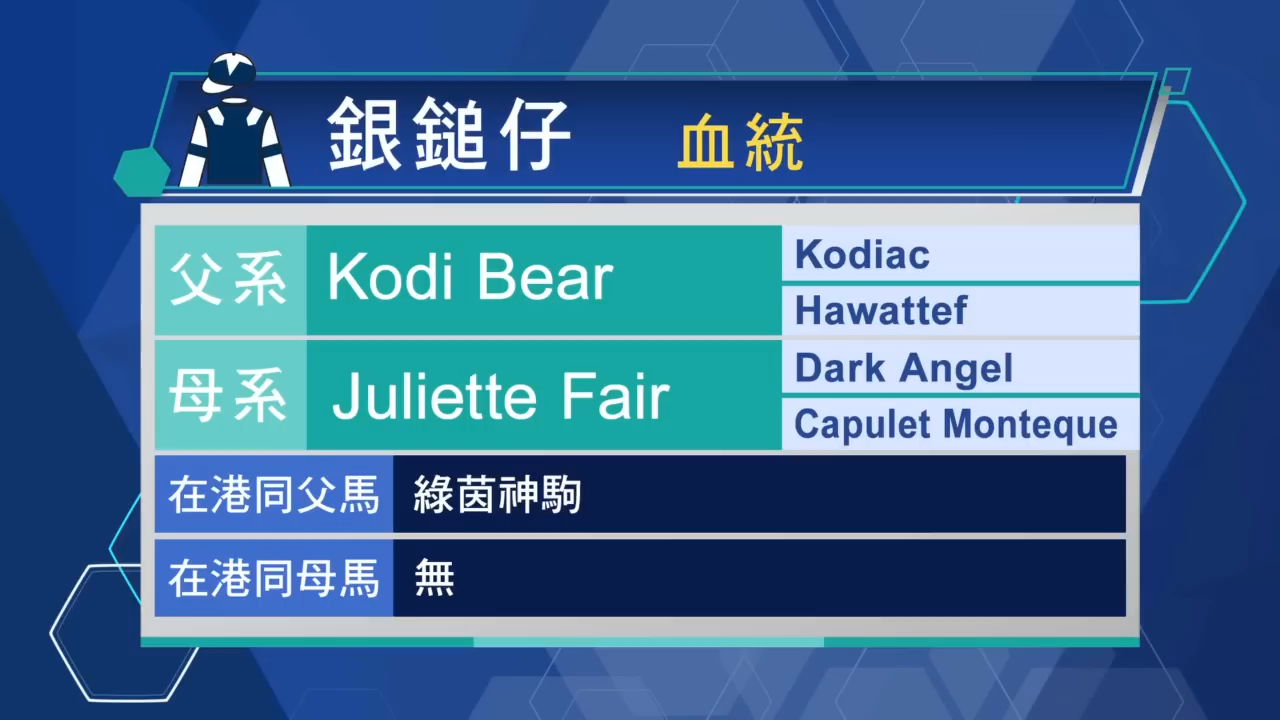 銀鎚仔 血統
父系 Kodi Bear
Kodiac
Hawattef
母系 Juliette Fair
Dark Angel
Capulet Monteque
在港同父馬 綠茵神駒
在港同母馬 無